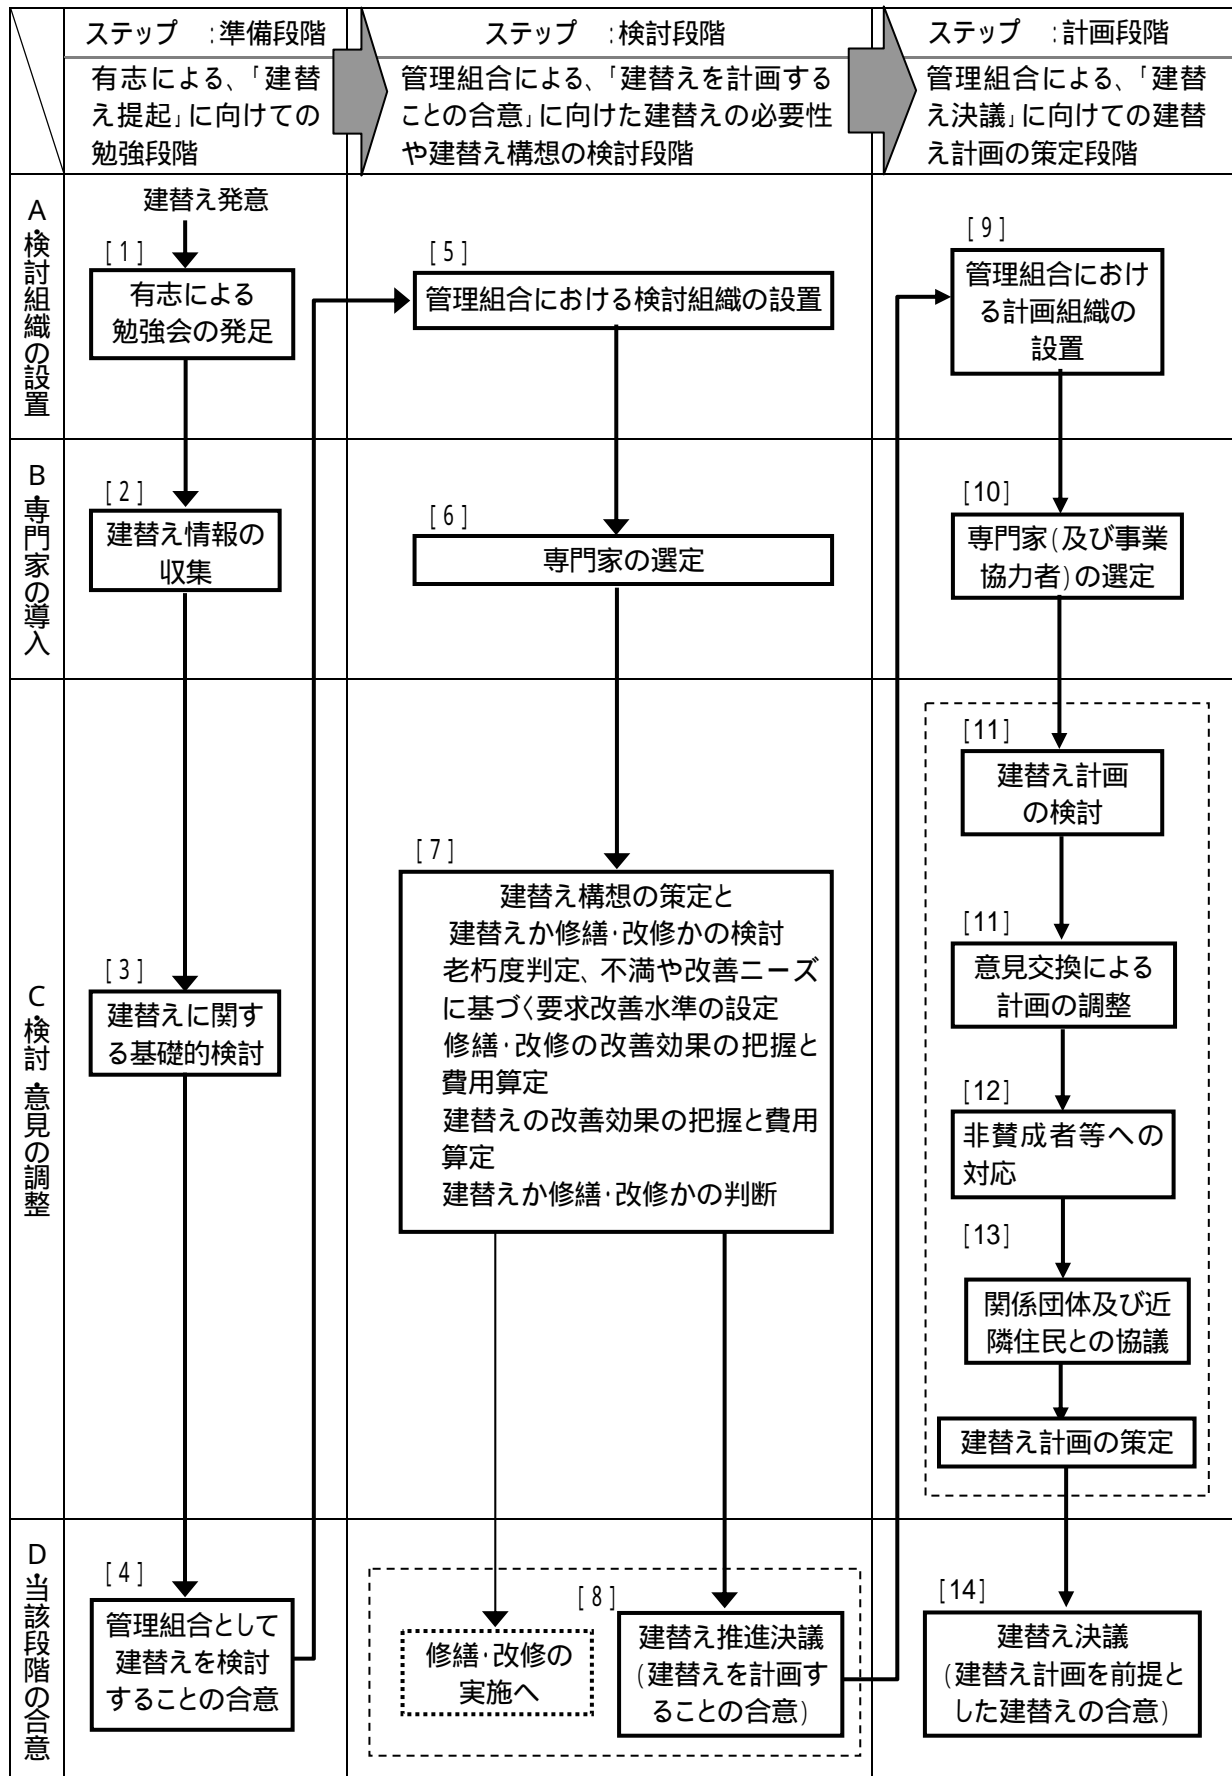 ステップ　:準備段階
有志による、「建替
え提起」に向けての
勉強段階
ステップ　:検討段階
管理組合による、「建替えを計画する
ことの合意」に向けた建替えの必要性
や建替え構想の検討段階
ステップ　:計画段階
管理組合による、「建替
え決議」に向けての建替
え計画の策定段階
A.検討組織の設置
建替え発意
[1]
有志による
勉強会の発足
[5]
管理組合における検討組織の設置
[9]
管理組合におけ
る計画組織の
設置
B.専門家の導入
[2]
建替え情報の
収集
[6]
専門家の選定
[10]
専門家(及び事業
協力者)の選定
C.検討・意見の調整
[3]
建替えに関す
る基礎的検討
[7]
建替え構想の策定と
建替えか修繕・改修かの検討
老朽度判定、不満や改善ニーズ
に基づく要求改善水準の設定
修繕・改修の改善効果の把握と
費用算定
建替えの改善効果の把握と費用
算定
建替えか修繕・改修かの判断
[11]
建替え計画
の検討
[11]
意見交換による
計画の調整
[12]
非賛成者等への
対応
[13]
関係団体及び近
隣住民との協議
建替え計画の策定
D.当該段階の合意
[4]
管理組合として
建替えを検討
することの合意
修繕・改修の
実施へ
[8]
建替え推進決議
(建替えを計画す
ることの合意)
[14]
建替え決議
(建替え計画を前提と
した建替えの合意)